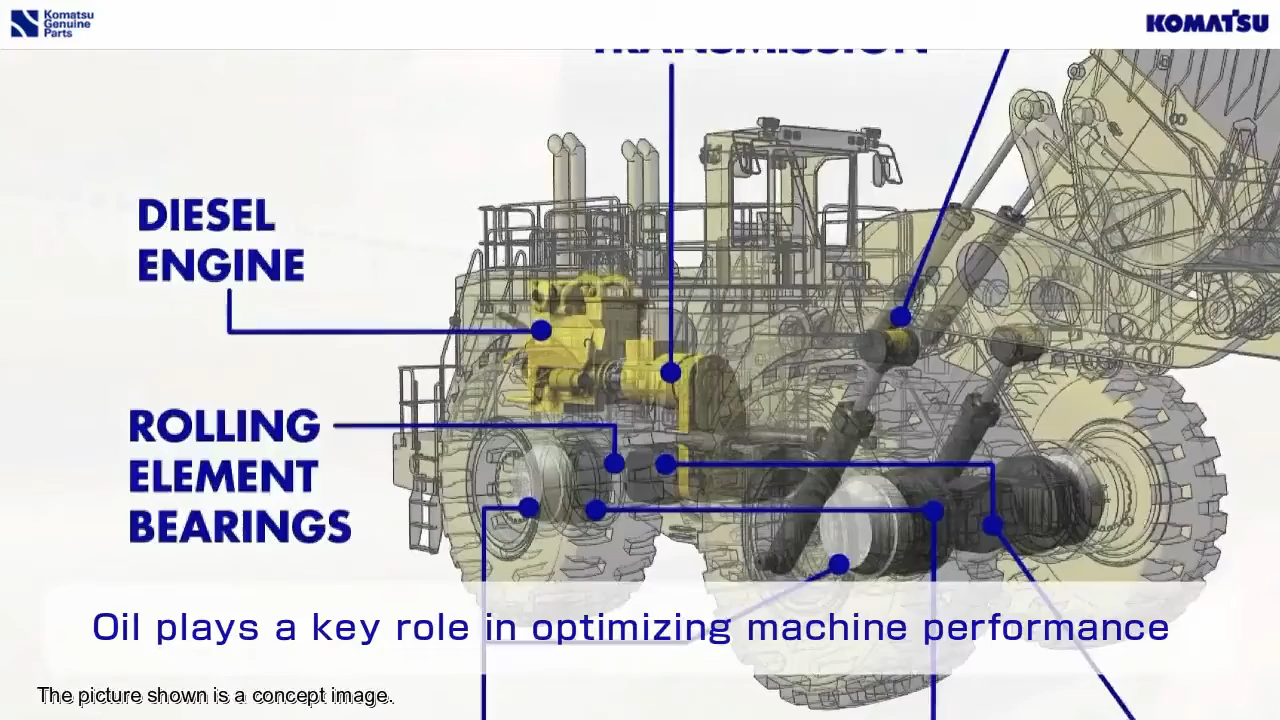 Komatsu
Genuine
Parts
KOMATSU
TRANSMISSION
DIESEL
ENGINE
ROLLING
ELEMENT
BEARINGS
Oil plays a key role in optimizing machine performance
The picture shown is a concept image.